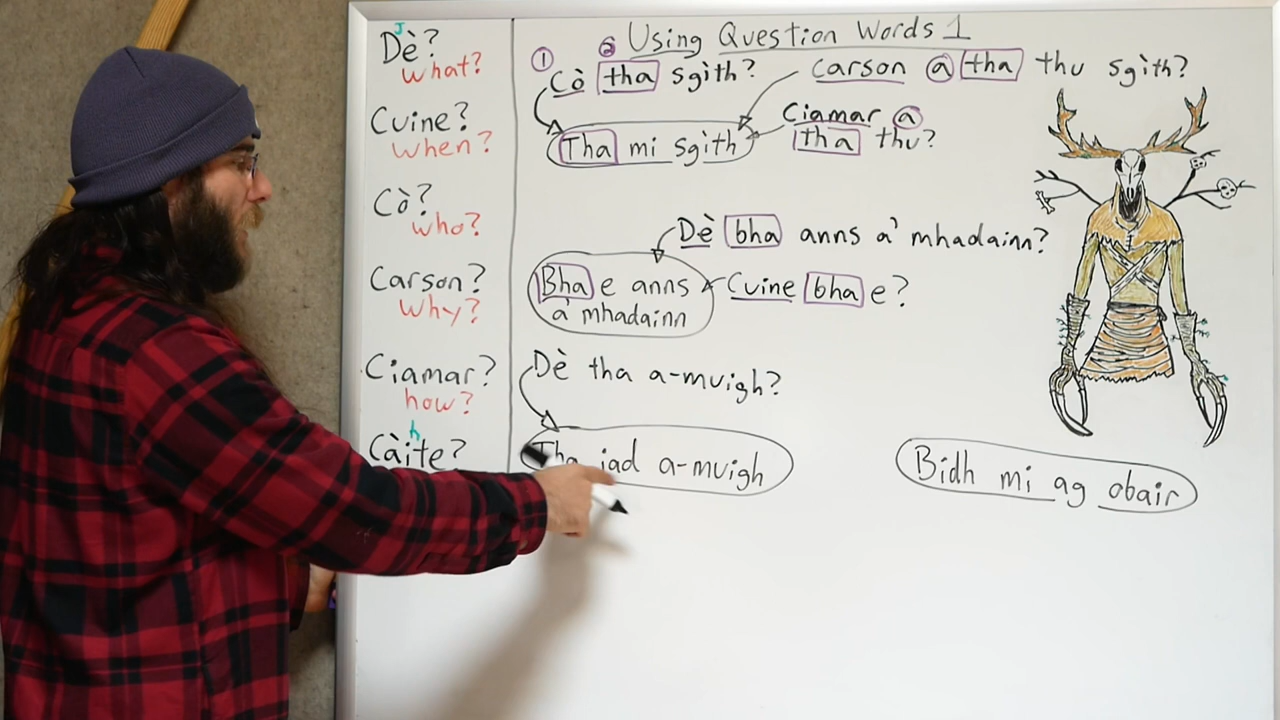 Using Question Words 1
J
Dè?
what?
Cuine?
when?
Cò?
who?
Carson?
Why?
Ciamar?
how?
h
Càite?
① ②
Cò tha sgìth?
Carson a tha thu sgìth?
Tha mi sgìth
Ciamar a
tha thu?
Dè bha anns a' mhadainn?
Bha e anns
a' mhadainn
Cuine bha e?
Dè tha a-muigh?
Tha iad a-muigh
Bidh mi ag obair